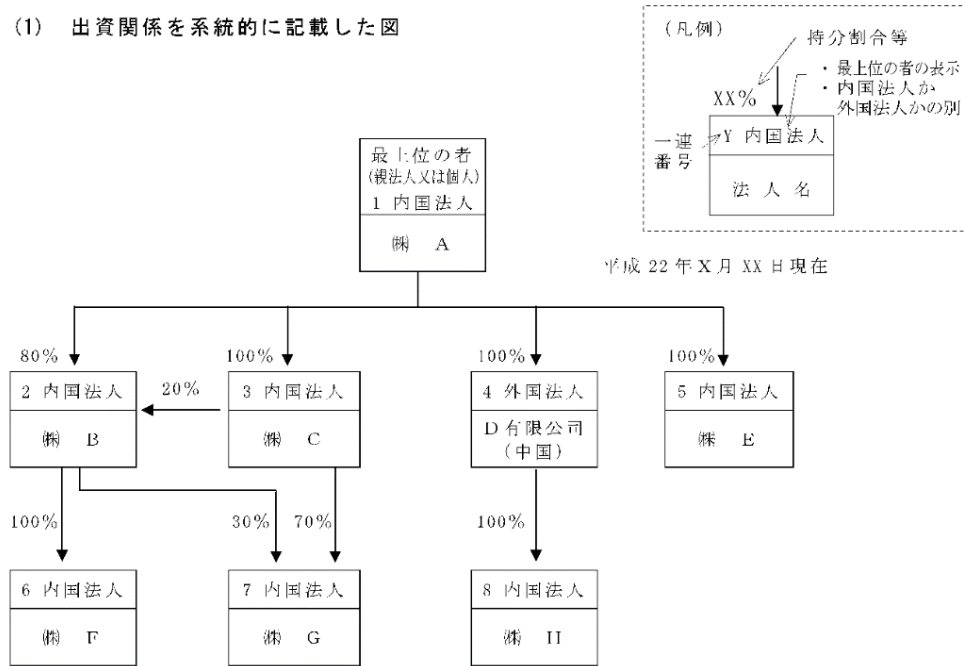 (1) 出資関係を系統的に記載した図
(凡例)
持分割合等
・最上位の者の表示
・内国法人か
外国法人かの別
XX%
一連
番号
Y 内国法人
法人名
最上位の者
(親法人又は個人)
1 内国法人
㈱ A
平成 22 年 X 月 XX 日現在
80%
100%
100%
100%
2 内国法人
20%
3 内国法人
4 外国法人
5 内国法人
㈱ B
㈱ C
D 有限公司
(中国)
㈱ E
100%
30%
70%
100%
6 内国法人
7 内国法人
8 内国法人
㈱ F
㈱ G
㈱ H